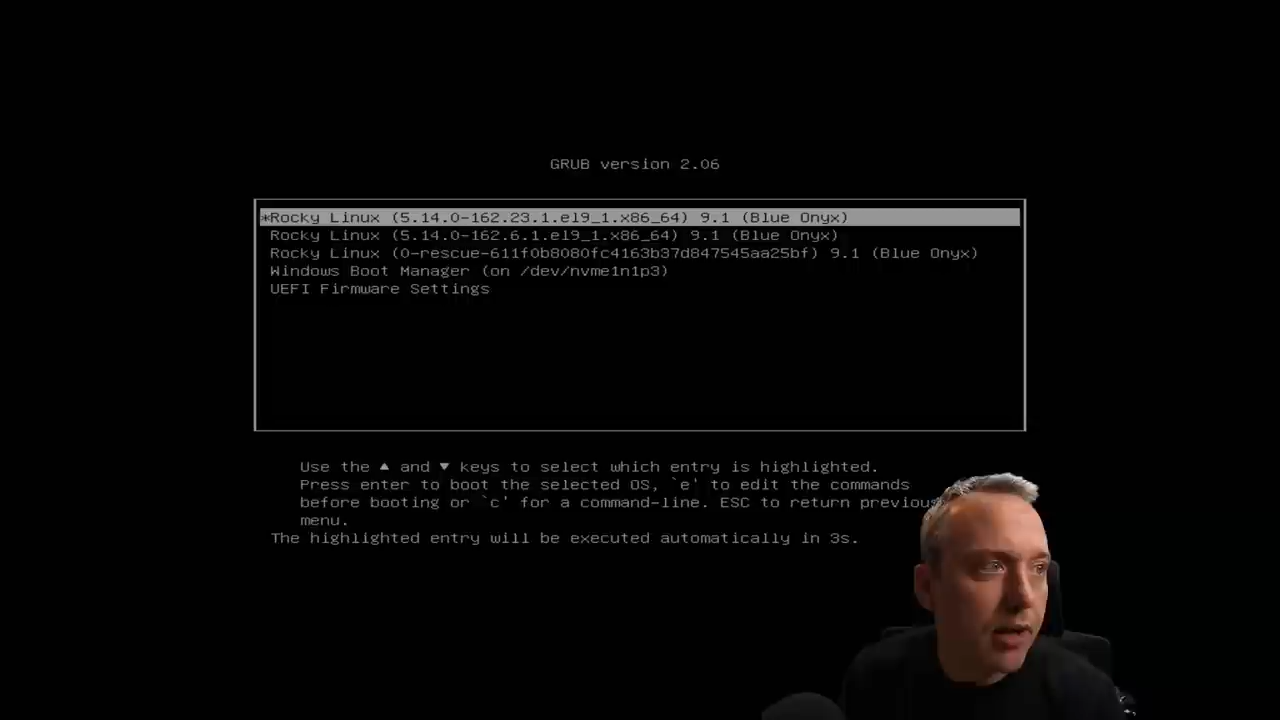 GRUB version 2.06
*Rocky Linux (5.14.0-162.23.1.el9_1.x86_64) 9.1 (Blue Onyx)
Rocky Linux (5.14.0-162.6.1.el9_1.x86_64) 9.1 (Blue Onyx)
Rocky Linux (0-rescue-611f0b8080fc4163b37d847545aa25bf) 9.1 (Blue Onyx)
Windows Boot Manager (on /dev/nvme1n1p3)
UEFI Firmware Settings
Use the ▲ and ▼ keys to select which entry is highlighted.
Press enter to boot the selected OS, `e' to edit the commands
before booting or `c' for a command-line. ESC to return previous
menu.
The highlighted entry will be executed automatically in 3s.